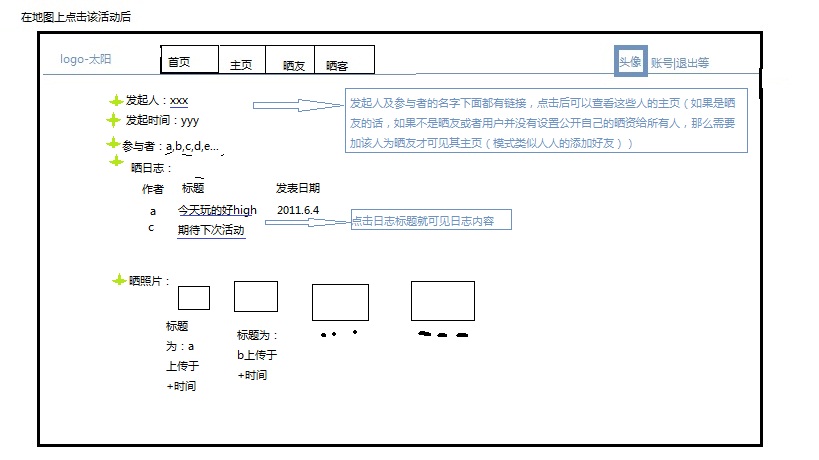 在地图上点击该活动后
logo-太阳 首页 主页 晒友 晒客 头像 账号|退出等
发起人：xxx
发起时间：yyy
参与者：a,b,c,d,e...
发起人及参与者的名字下面都有链接，点击后可以查看这些人的主页（如果是晒
友的话，如果不是晒友或者用户并没有设置公开自己的晒资给所有人，那么需要
加该人为晒友才可见其主页（模式类似人人的添加好友））
晒日志：
作者 标题 发表日期
a 今天玩的好high 2011.6.4
c 期待下次活动
点击日志标题就可见日志内容
晒照片：
标题
为：a
上传于
+时间
标题为：
b上传于
+时间